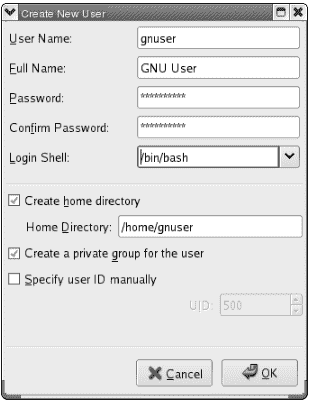 Create New User
User Name: gnuser
Full Name: GNU User
Password: **********
Confirm Password: **********
Login Shell: /bin/bash
Create home directory
Home Directory: /home/gnuser
Create a private group for the user
Specify user ID manually
UID: 500
Cancel OK